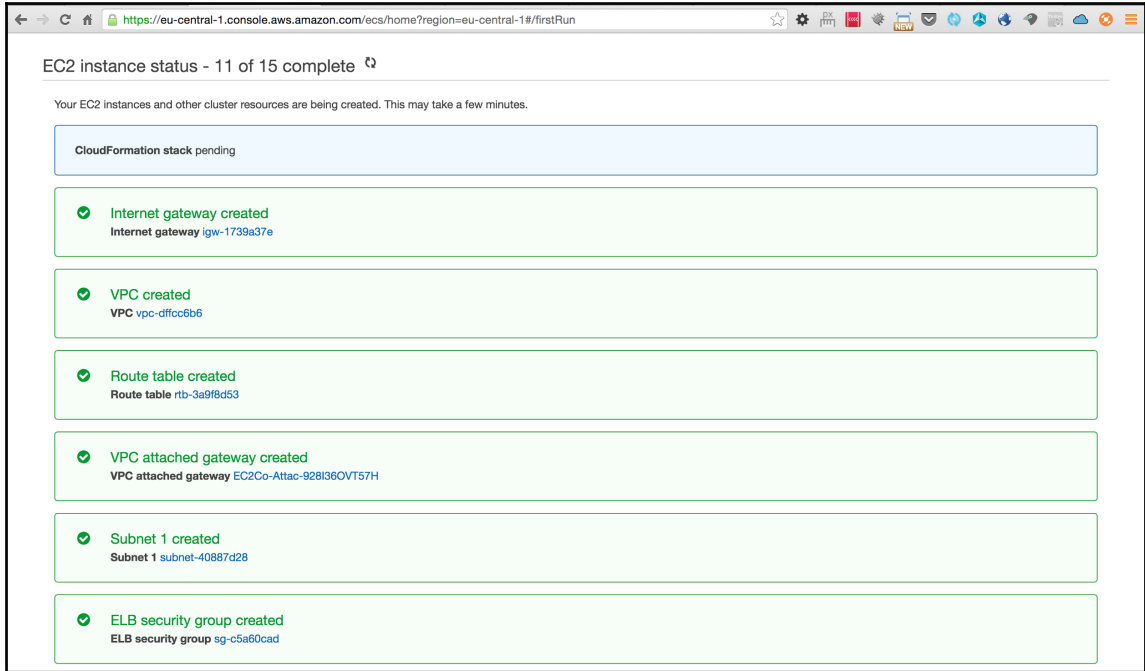 https://eu-central-1.console.aws.amazon.com/ecs/home?region=eu-central-1#/firstRun
DX
NEW
EC2 instance status - 11 of 15 complete
Your EC2 instances and other cluster resources are being created. This may take a few minutes.
CloudFormation stack pending
Internet gateway created
Internet gateway igw-1739a37e
VPC created
VPC vpc-dffcc6b6
Route table created
Route table rtb-3a9f8d53
VPC attached gateway created
VPC attached gateway EC2Co-Attac-928I36OVT57H
Subnet 1 created
Subnet 1 subnet-40887d28
ELB security group created
ELB security group sg-c5a60cad